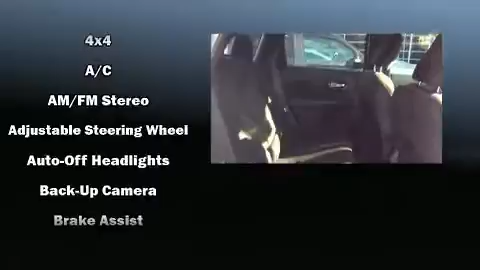 4x4
A/C
AM/FM Stereo
Adjustable Steering Wheel
Auto-Off Headlights
Back-Up Camera
Brake Assist